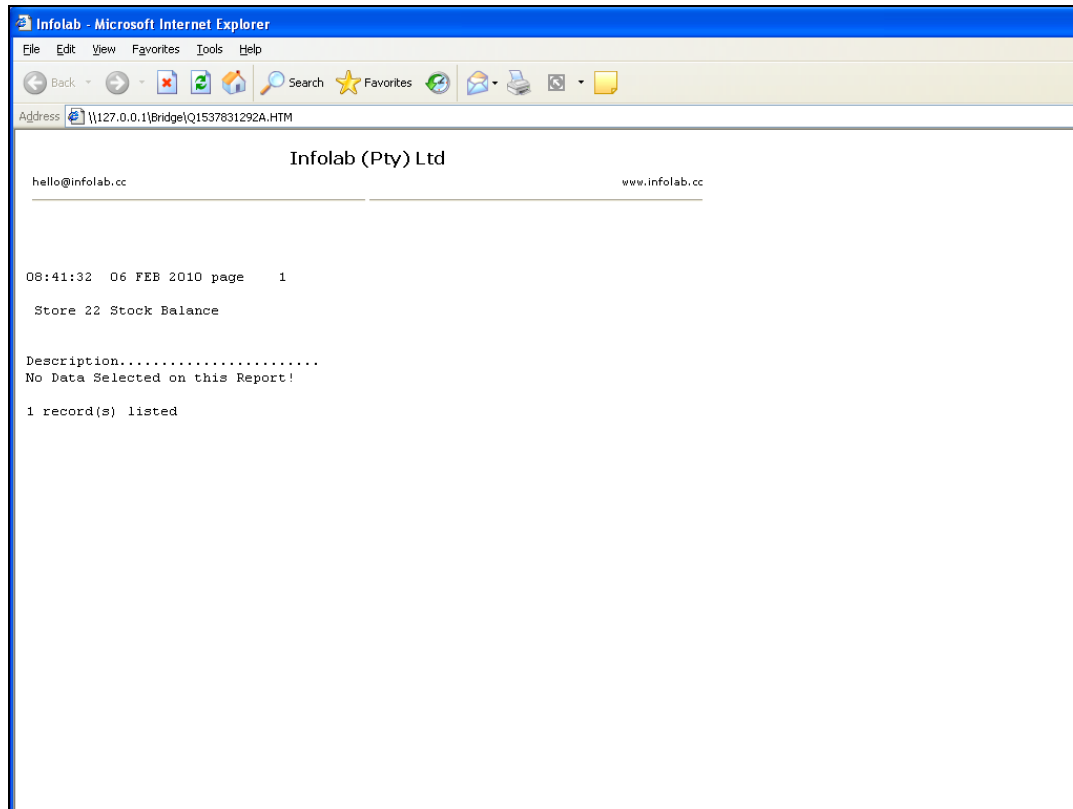 Infolab - Microsoft Internet Explorer
File Edit View Favorites Tools Help
Back Search Favorites
Address \\127.0.0.1\Bridge\Q1537831292A.HTM
Infolab (Pty) Ltd
hello@infolab.cc www.infolab.cc
08:41:32 06 FEB 2010 page 1
Store 22 Stock Balance
Description........................
No Data Selected on this Report!
1 record(s) listed